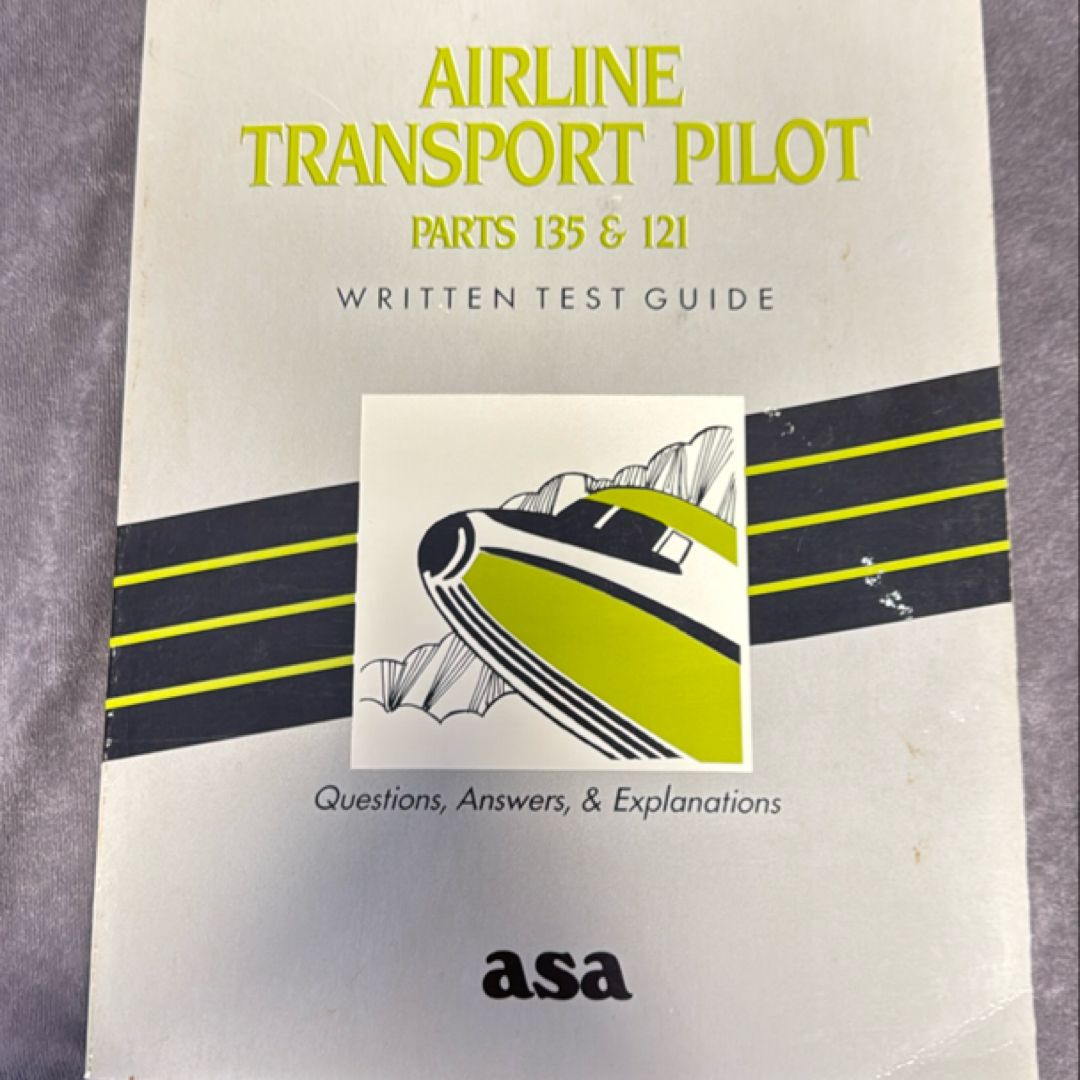 AIRLINE
TRANSPORT PILOT
PARTS 135 & 121
WRITTEN TEST GUIDE
Questions, Answers, & Explanations
asa